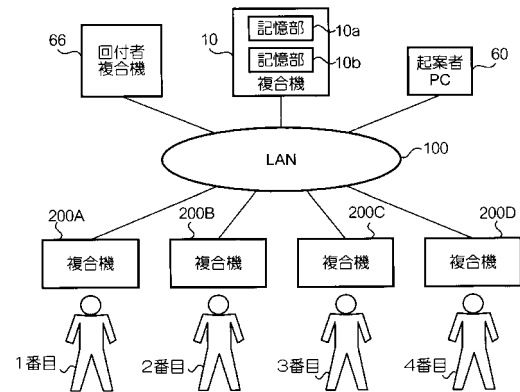 66
回付者
複合機
10
記憶部
10a
記憶部
10b
複合機
起案者
PC
60
LAN
100
200A
200B
200C
200D
複合機
複合機
複合機
複合機
1番目
2番目
3番目
4番目